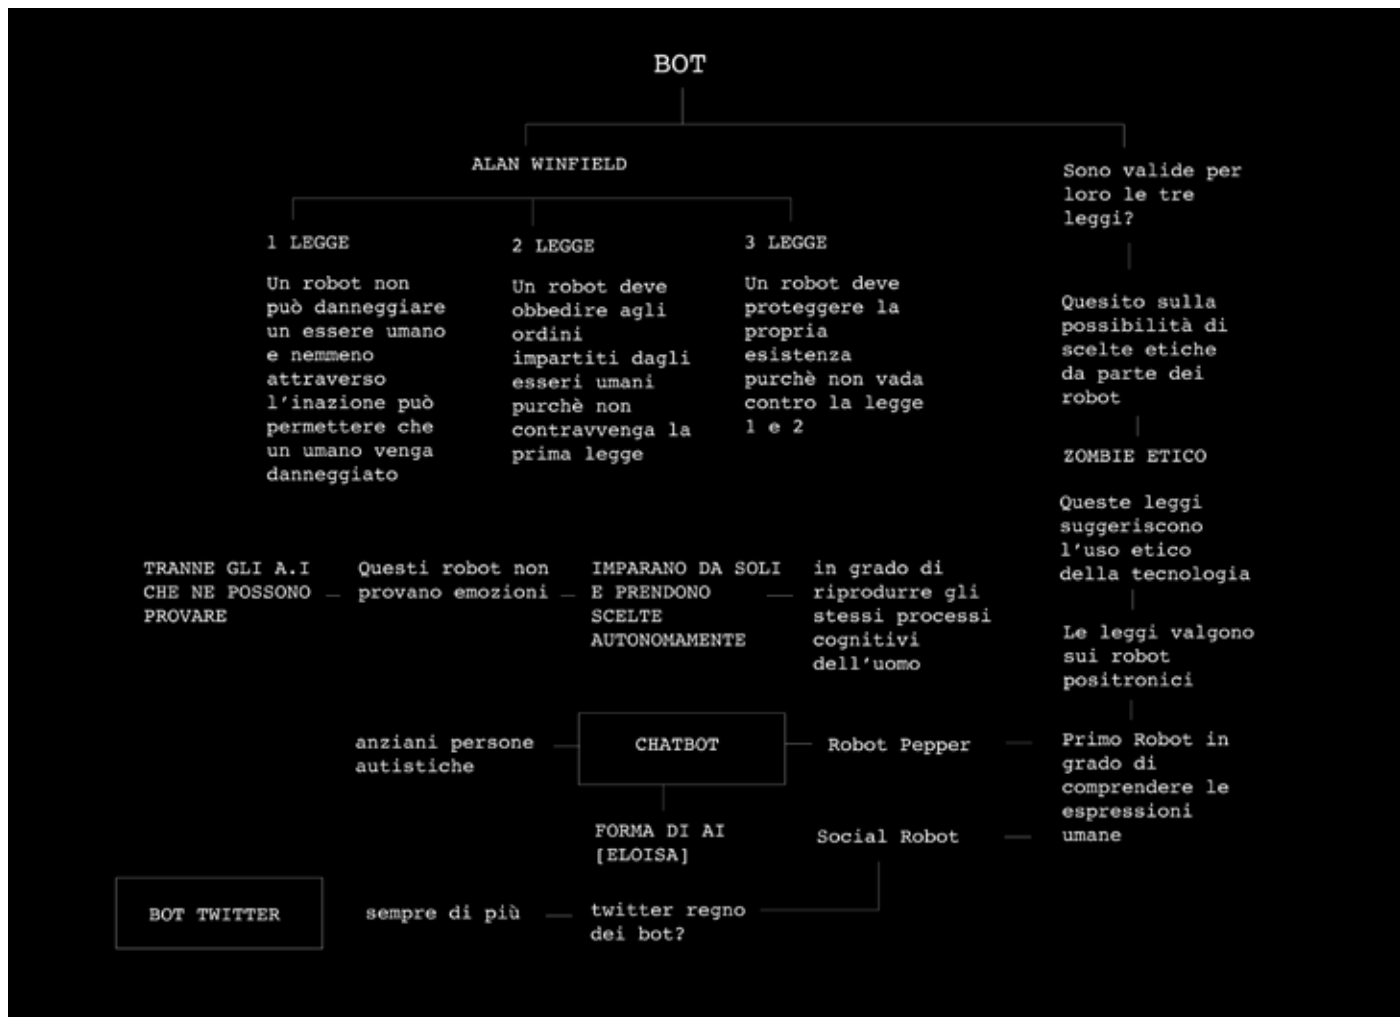 BOT
ALAN WINFIELD
Sono valide per
loro le tre
leggi?
1 LEGGE
Un robot non
può danneggiare
un essere umano
e nemmeno
attraverso
l'inazione può
permettere che
un umano venga
danneggiato
2 LEGGE
Un robot deve
obbedire agli
ordini
impartiti dagli
esseri umani
purchè non
contravvenga la
prima legge
3 LEGGE
Un robot deve
proteggere la
propria
esistenza
purchè non vada
contro la legge
1 e 2
Quesito sulla
possibilità di
scelte etiche
da parte dei
robot
ZOMBIE ETICO
Queste leggi
suggeriscono
l'uso etico
della tecnologia
TRANNE GLI A.I
CHE NE POSSONO
PROVARE
Questi robot non
provano emozioni
IMPARANO DA SOLI
E PRENDONO
SCELTE
AUTONOMAMENTE
in grado di
riprodurre gli
stessi processi
cognitivi
dell'uomo
Le leggi valgono
sui robot
positronici
anziani persone
autistiche
CHATBOT
Robot Pepper
Primo Robot in
grado di
comprendere le
espressioni
umane
FORMA DI AI
[ELOISA]
Social Robot
BOT TWITTER
sempre di più
twitter regno
dei bot?